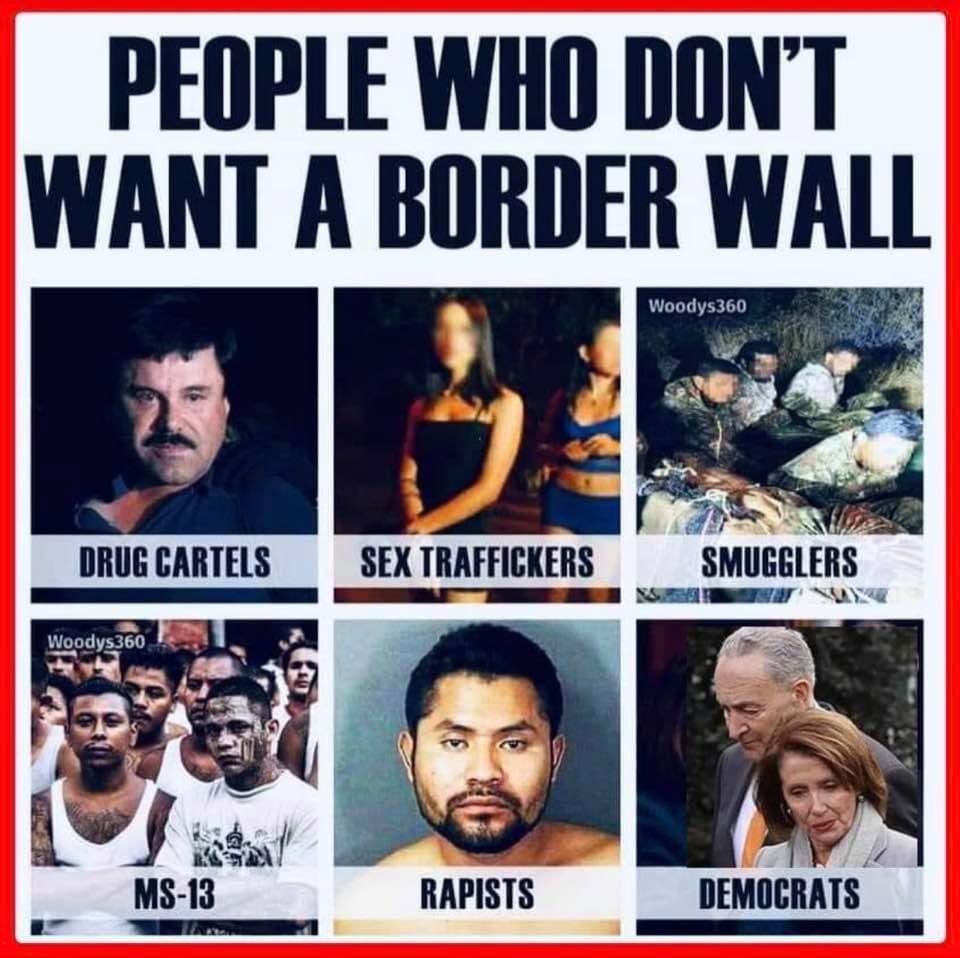 PEOPLE WHO DON'T
WANT A BORDER WALL
Woodys360
DRUG CARTELS
SEX TRAFFICKERS
SMUGGLERS
Woodys360
MS-13
RAPISTS
DEMOCRATS